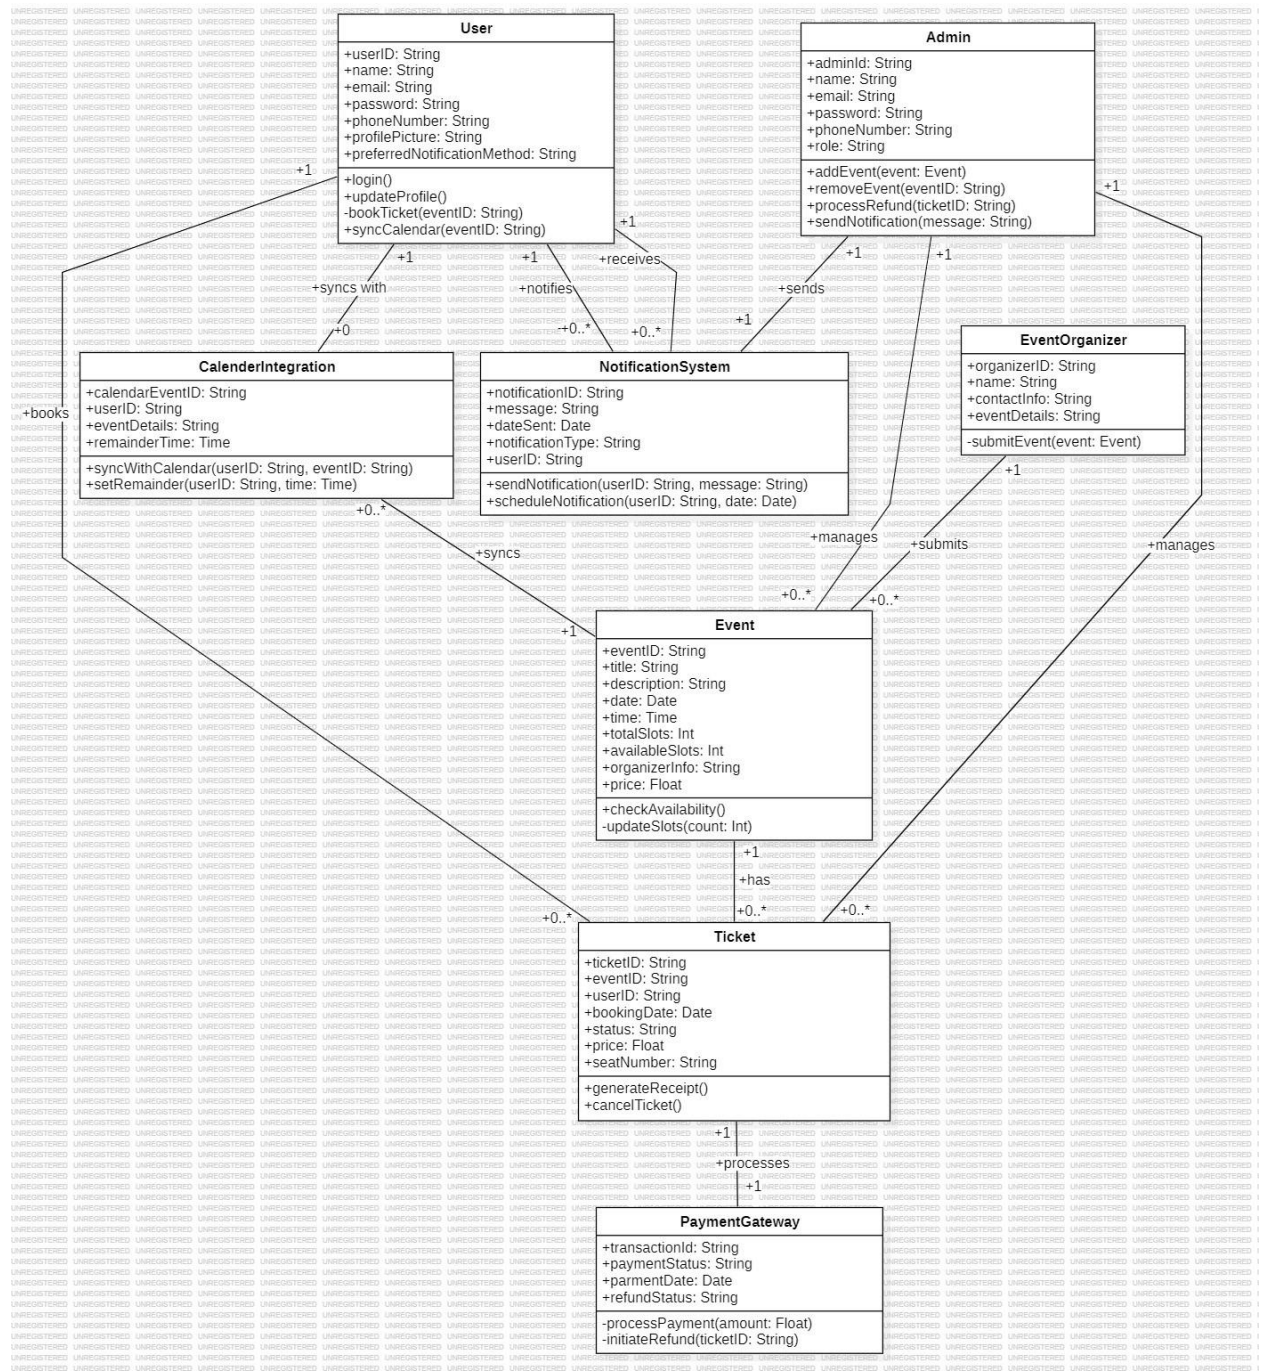 User
+userID: String
+name: String
+email: String
+password: String
+phoneNumber: String
+profilePicture: String
+preferredNotificationMethod: String
+login()
+updateProfile()
-bookTicket(eventID: String)
+syncCalendar(eventID: String)
Admin
+adminId: String
+name: String
+email: String
+password: String
+phoneNumber: String
+role: String
+addEvent(event: Event)
+removeEvent(eventID: String)
+processRefund(ticketID: String)
+sendNotification(message: String)
+1
+books
+0..*
+1
+syncs with
+0
+1
+notifies
-+0..*
+1
+receives
+0..*
+1
+sends
+1
+1
+manages
+0..*
+1
+manages
+0..*
CalenderIntegration
+calendarEventID: String
+userID: String
+eventDetails: String
+remainderTime: Time
+syncWithCalendar(userID: String, eventID: String)
+setRemainder(userID: String, time: Time)
NotificationSystem
+notificationID: String
+message: String
+dateSent: Date
+notificationType: String
+userID: String
+sendNotification(userID: String, message: String)
+scheduleNotification(userID: String, date: Date)
EventOrganizer
+organizerID: String
+name: String
+contactInfo: String
+eventDetails: String
-submitEvent(event: Event)
+0..*
+syncs
+1
+1
+submits
+0..*
Event
+eventID: String
+title: String
+description: String
+date: Date
+time: Time
+totalSlots: Int
+availableSlots: Int
+organizerInfo: String
+price: Float
+checkAvailability()
-updateSlots(count: Int)
+1
+has
+0..*
Ticket
+ticketID: String
+eventID: String
+userID: String
+bookingDate: Date
+status: String
+price: Float
+seatNumber: String
+generateReceipt()
+cancelTicket()
+1
+processes
+1
PaymentGateway
+transactionId: String
+paymentStatus: String
+parmentDate: Date
+refundStatus: String
-processPayment(amount: Float)
-initiateRefund(ticketID: String)
UNREGISTERED